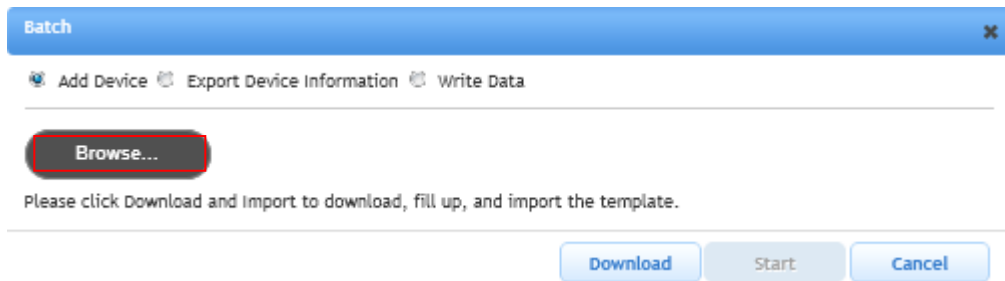 Batch
Add Device Export Device Information Write Data
Browse...
Please click Download and Import to download, fill up, and import the template.
Download Start Cancel